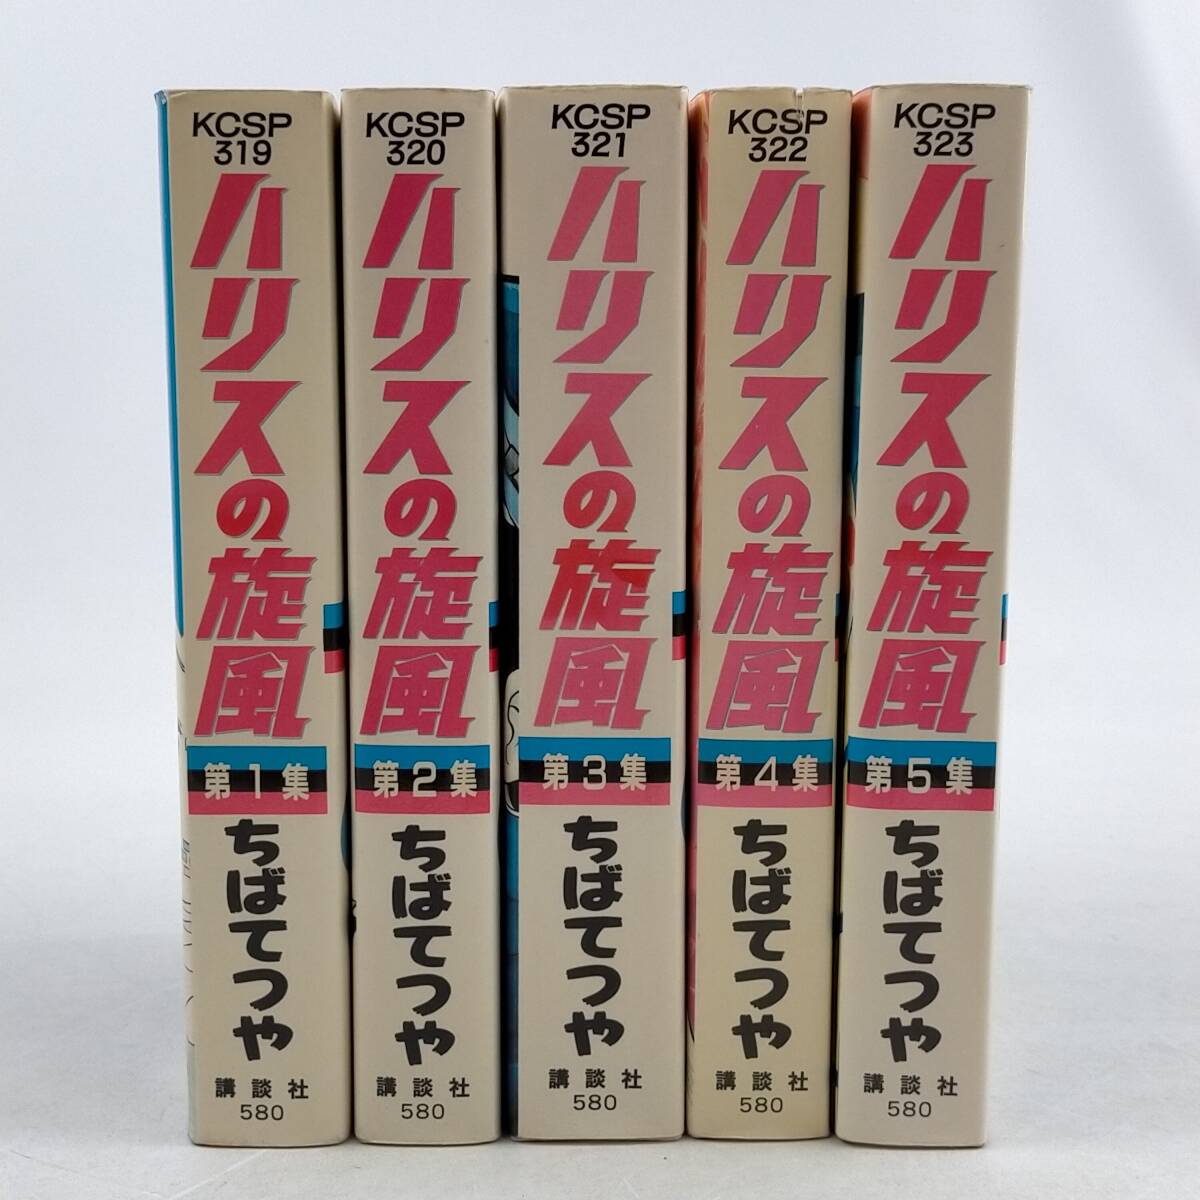 KCSP
319
ハリスの旋風
第1集
ちばてつや
講談社
580
KCSP
320
ハリスの旋風
第2集
ちばてつや
講談社
580
KCSP
321
ハリスの旋風
第3集
ちばてつや
講談社
580
KCSP
322
ハリスの旋風
第4集
ちばてつや
講談社
580
KCSP
323
ハリスの旋風
第5集
ちばてつや
講談社
580